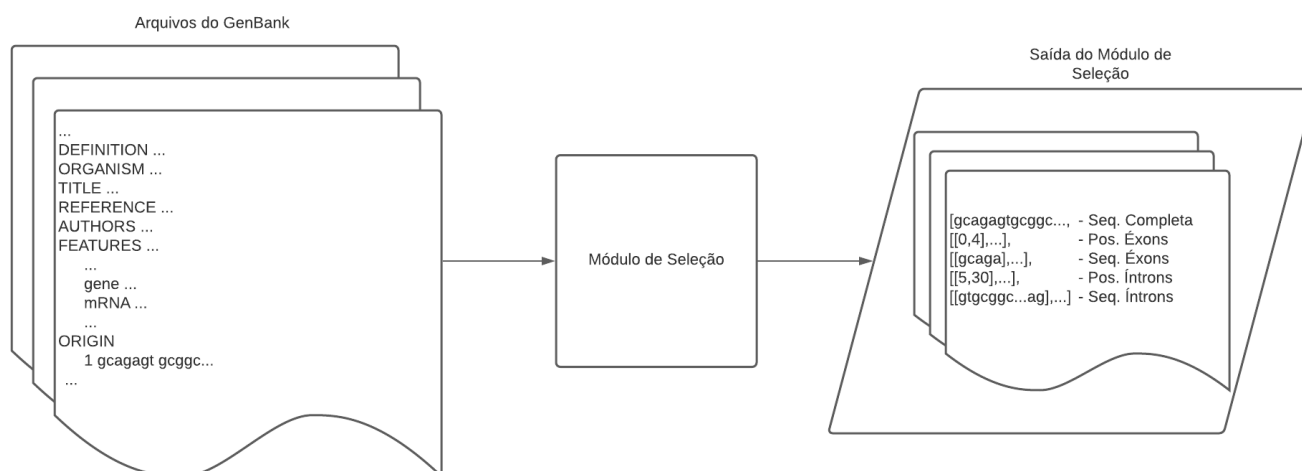 Arquivos do GenBank
...
DEFINITION ...
ORGANISM ...
TITLE ...
REFERENCE ...
AUTHORS ...
FEATURES ...
...
gene ...
mRNA ...
...
ORIGIN
1 gcagagt gcggc...
...
Módulo de Seleção
Saída do Módulo de
Seleção
[gcagagtgcggc..., - Seq. Completa
[[0,4],...], - Pos. Éxons
[[gcaga],...], - Seq. Éxons
[[5,30],...], - Pos. Íntrons
[[gtgcggc...ag],...] - Seq. Íntrons